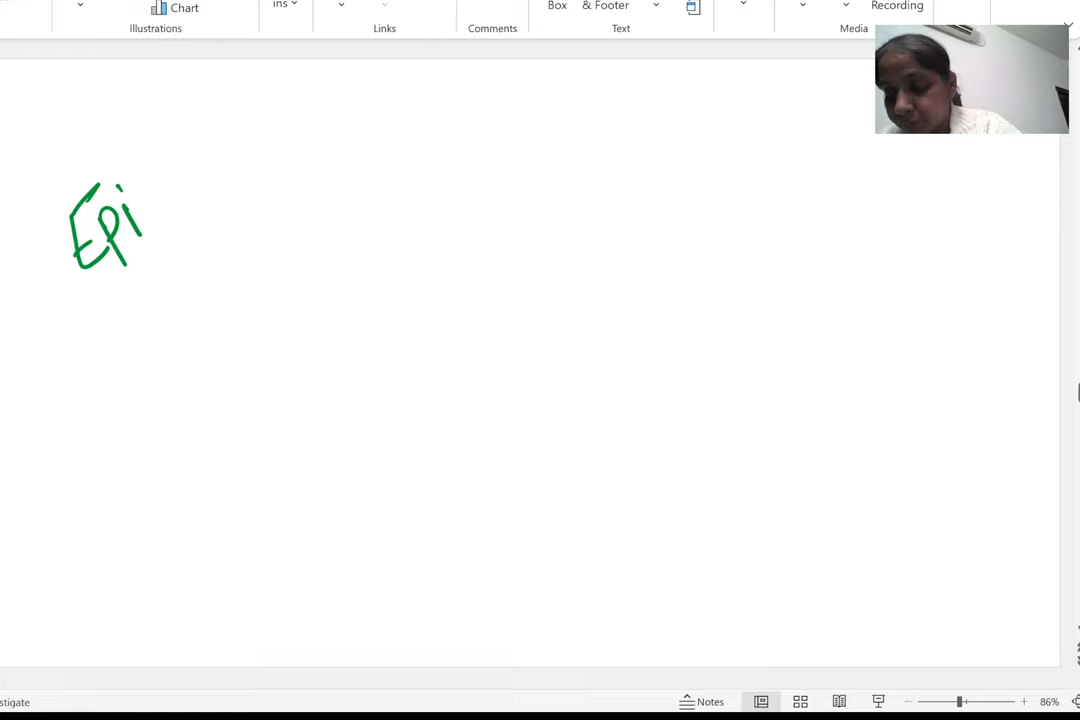 Chart
ins
Box & Footer
Recording
Illustrations
Links
Comments
Text
Media
Epi
stigate
Notes
86%